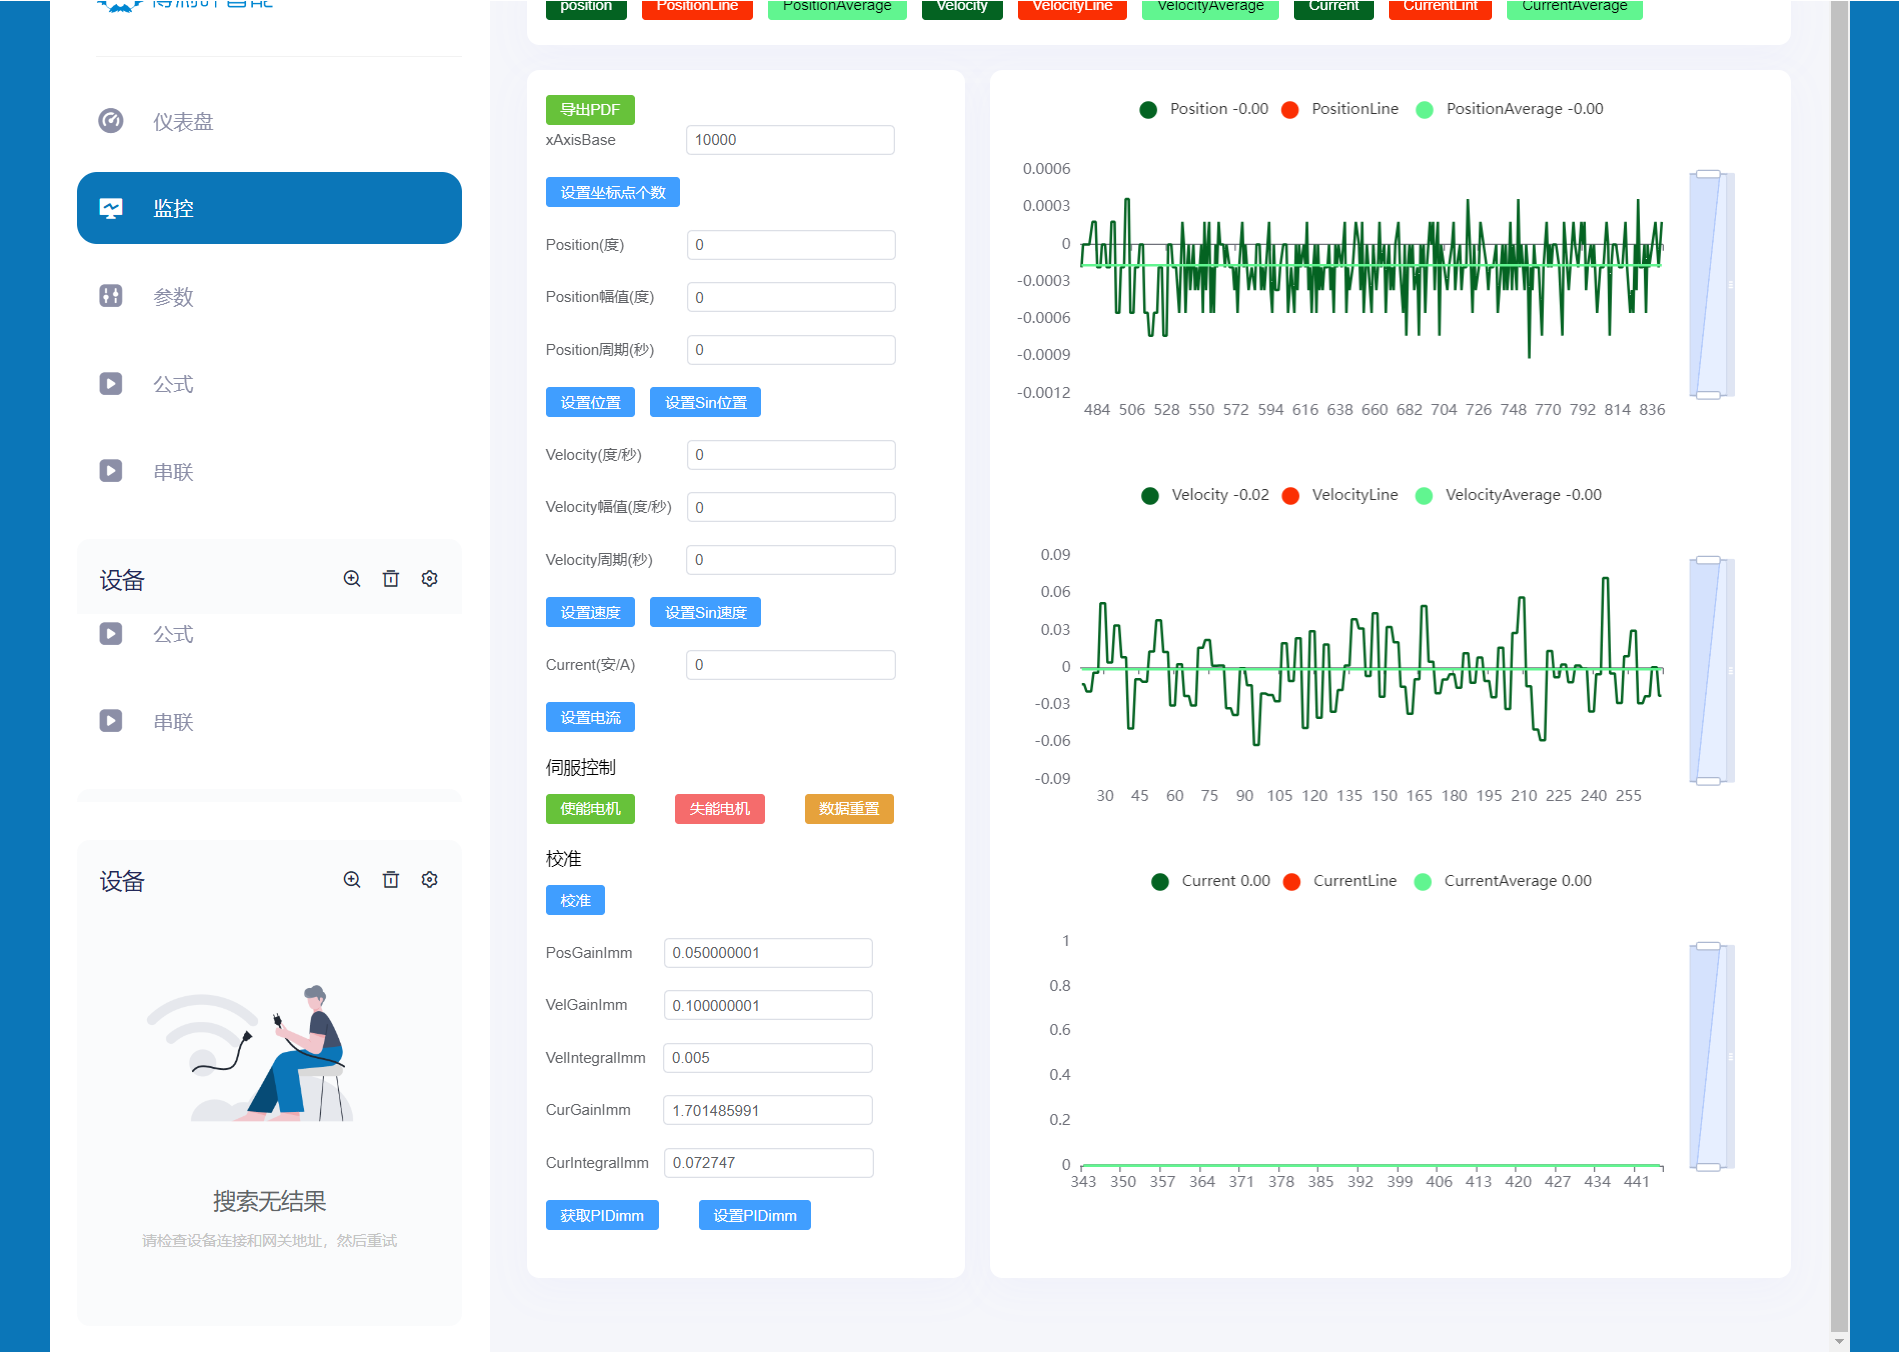 position PositionLine PositionAverage Velocity VelocityLine VelocityAverage Current CurrentLint CurrentAverage
仪表盘
监控
参数
公式
串联
设备
公式
串联
设备
搜索无结果
请检查设备连接和网关地址，然后重试
导出PDF
xAxisBase 10000
设置坐标点个数
Position(度) 0
Position幅值(度) 0
Position周期(秒) 0
设置位置 设置Sin位置
Velocity(度/秒) 0
Velocity幅值(度/秒) 0
Velocity周期(秒) 0
设置速度 设置Sin速度
Current(安/A) 0
设置电流
伺服控制
使能电机 失能电机 数据重置
校准
校准
PosGainImm 0.050000001
VelGainImm 0.100000001
VelIntegralImm 0.005
CurGainImm 1.701485991
CurIntegralImm 0.072747
获取PIDimm 设置PIDimm
Position -0.00 PositionLine PositionAverage -0.00
0.0006
0.0003
0
-0.0003
-0.0006
-0.0009
-0.0012
484 506 528 550 572 594 616 638 660 682 704 726 748 770 792 814 836
Velocity -0.02 VelocityLine VelocityAverage -0.00
0.09
0.06
0.03
0
-0.03
-0.06
-0.09
30 45 60 75 90 105 120 135 150 165 180 195 210 225 240 255
Current 0.00 CurrentLine CurrentAverage 0.00
1
0.8
0.6
0.4
0.2
0
343 350 357 364 371 378 385 392 399 406 413 420 427 434 441